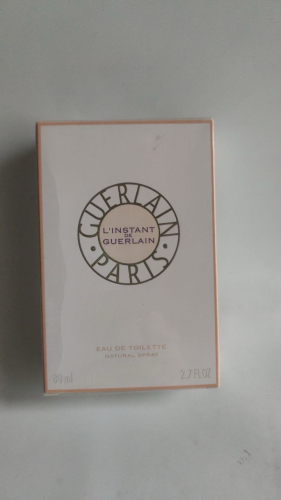 GUERLAIN
L'INSTANT
DE
GUERLAIN
PARIS
EAU DE TOILETTE
NATURAL SPRAY
80 ml
2.7 FL.OZ